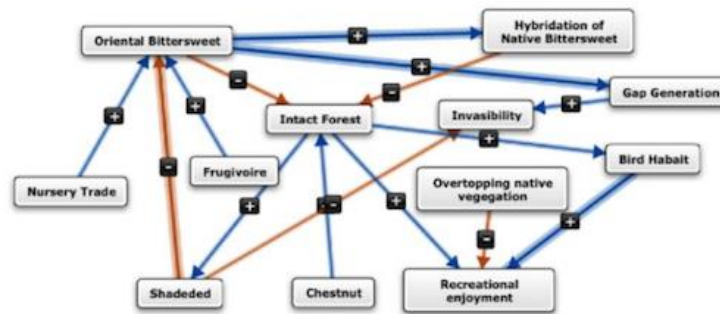 Hybridation of
Native Bittersweet
Oriental Bittersweet
+
+
-
-
Gap Generation
Intact Forest
Invasibility
+
+
+
Bird Habait
-
Frugivoire
Overtopping native
vegegation
Nursery Trade
+
-
+
+
-
Shadeded
Chestnut
Recreational
enjoyment